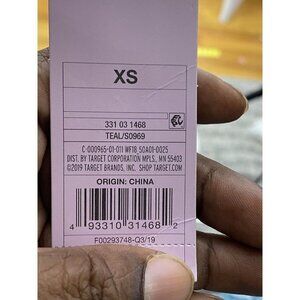 XS
331 03 1468
TEAL/S0969
C-000965-01-011 WF18_50A01-0025
DIST. BY TARGET CORPORATION MPLS, MN 55403
©2019 TARGET BRANDS, INC. SHOP TARGET.COM
ORIGIN: CHINA
4 93310 31468 2
F00293748-Q3/19